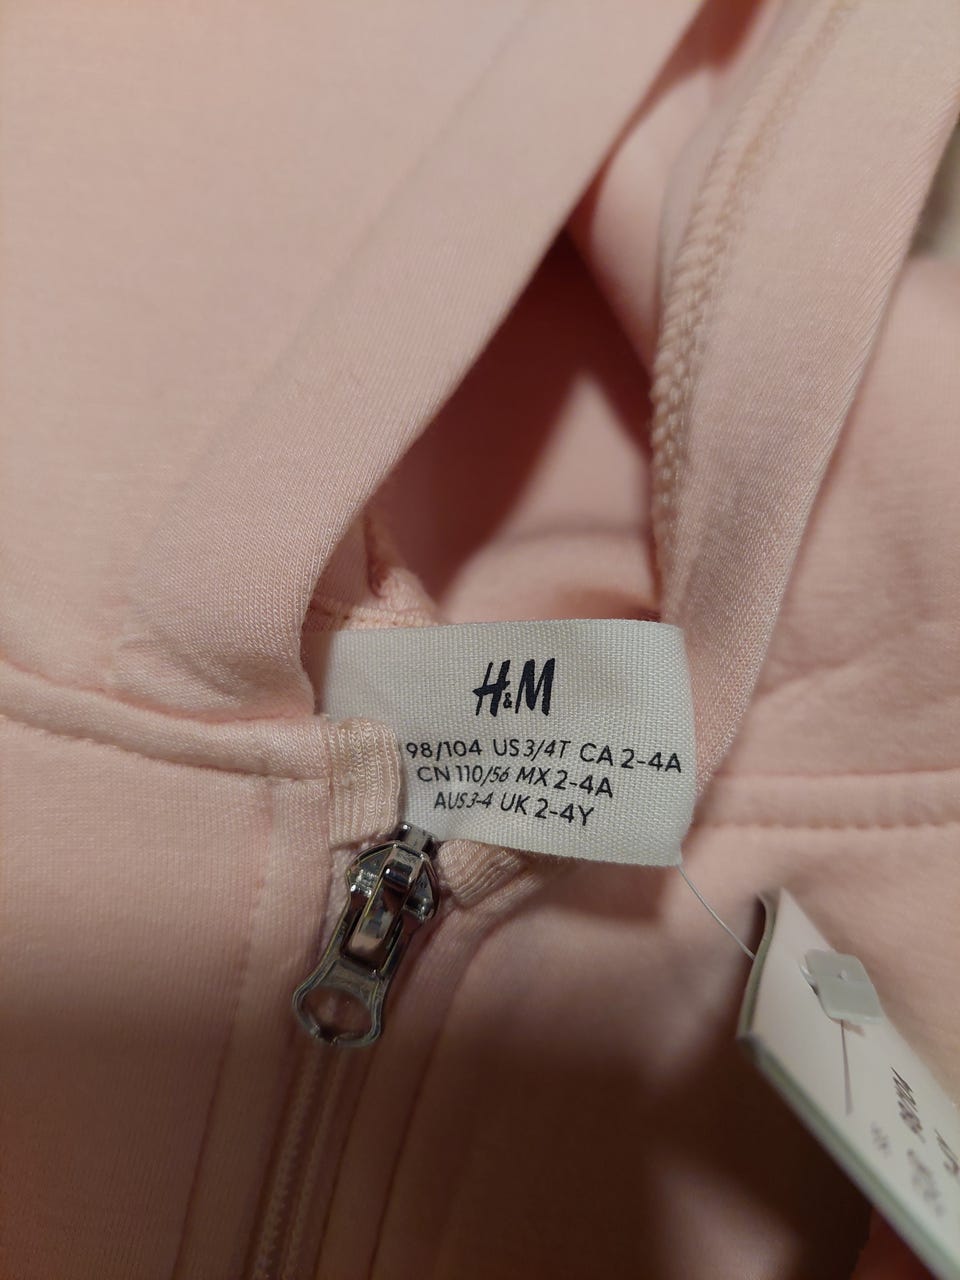 H&M
98/104 US 3/4T CA 2-4A
CN 110/56 MX 2-4A
AUS 3-4 UK 2-4Y